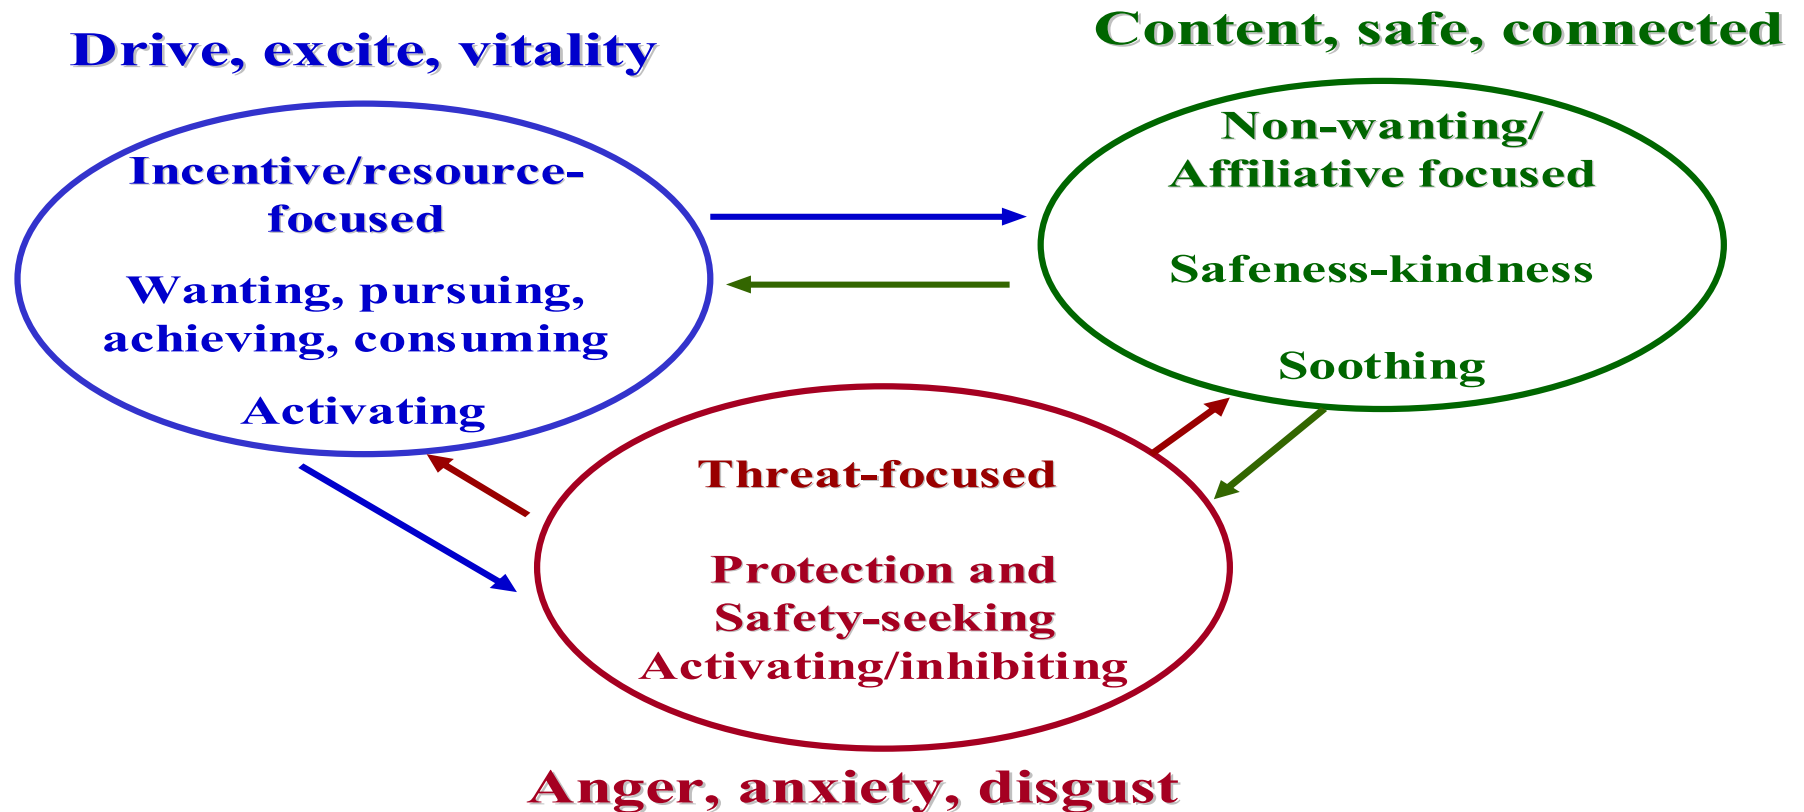 Drive, excite, vitality
Incentive/resource-
focused
Wanting, pursuing,
achieving, consuming
Activating
Content, safe, connected
Non-wanting/
Affiliative focused
Safeness-kindness
Soothing
Threat-focused
Protection and
Safety-seeking
Activating/inhibiting
Anger, anxiety, disgust